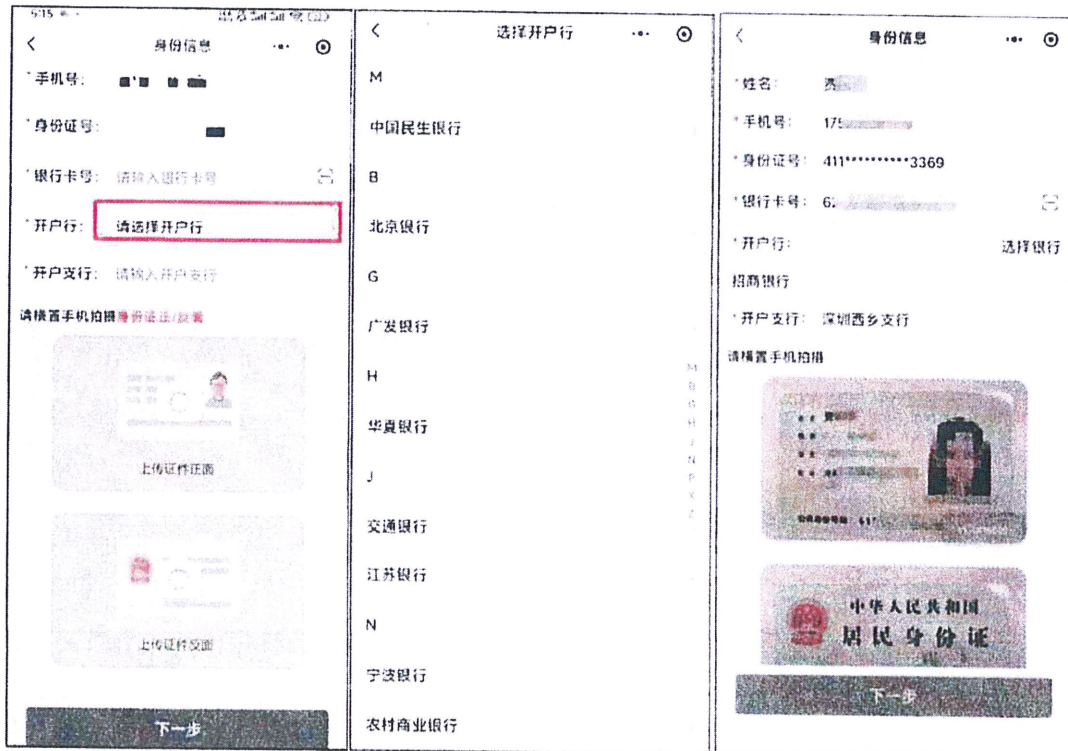 身份信息
*手机号:
*身份证号:
*银行卡号: 请输入银行卡号
*开户行: 请选择开户行
*开户支行: 请输入开户支行
请横置手机拍摄身份证正/反面
上传证件正面
上传证件反面
下一步
选择开户行
M
中国民生银行
B
北京银行
G
广发银行
H
华夏银行
J
交通银行
江苏银行
N
宁波银行
农村商业银行
M
B
G
H
J
N
P
X
Z
身份信息
*姓名:
*手机号: 175
*身份证号: 411**********3369
*银行卡号: 62
*开户行: 选择银行
招商银行
*开户支行: 深圳西乡支行
请横置手机拍摄
中华人民共和国
居民身份证
下一步